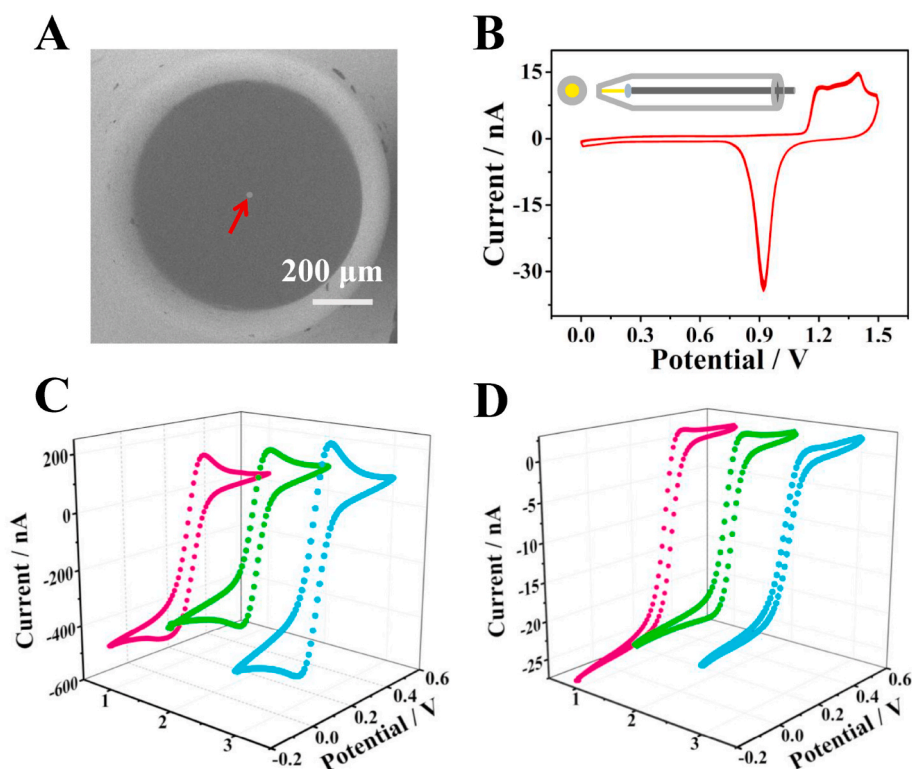 A
200 μm
B
Current / nA
15
0
-15
-30
0.0 0.3 0.6 0.9 1.2 1.5
Potential / V
C
Current / nA
200
0
-200
-400
-600
1
2
3
-0.2
0.0
0.2
0.4
0.6
Potential / V
D
Current / nA
0
-5
-10
-15
-20
-25
1
2
3
-0.2
0.0
0.2
0.4
0.6
Potential / V